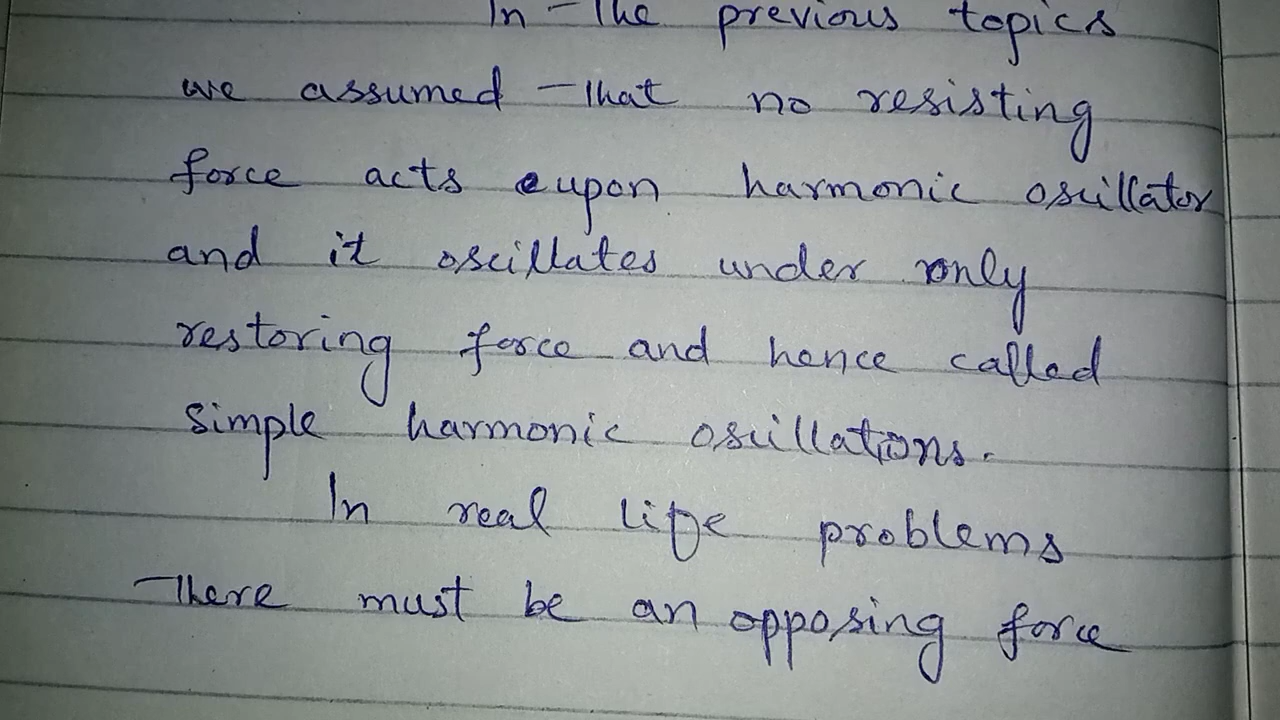 In the previous topics
we assumed that no resisting
force acts upon harmonic oscillator
and it oscillates under only
restoring force and hence called
simple harmonic oscillations.
In real life problems
there must be an opposing force